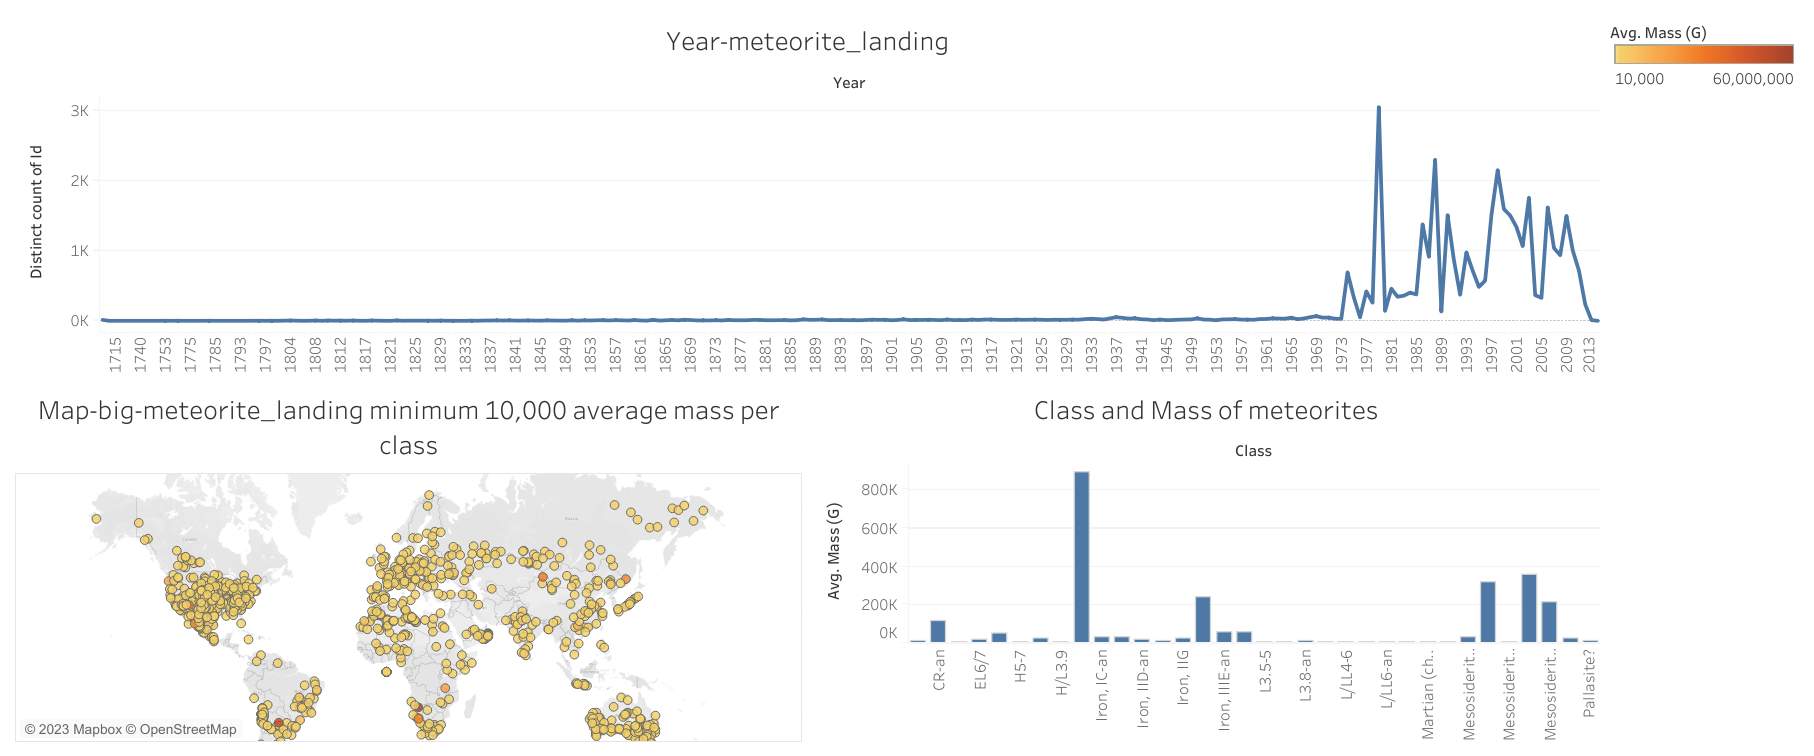 Year-meteorite_landing
Avg. Mass (G)
10,000 60,000,000
Year
Distinct count of Id
3K
2K
1K
0K
1715 1740 1753 1775 1785 1793 1797 1804 1808 1812 1817 1821 1825 1829 1833 1837 1841 1845 1849 1853 1857 1861 1865 1869 1873 1877 1881 1885 1889 1893 1897 1901 1905 1909 1913 1917 1921 1925 1929 1933 1937 1941 1945 1949 1953 1957 1961 1965 1969 1973 1977 1981 1985 1989 1993 1997 2001 2005 2009 2013
Map-big-meteorite_landing minimum 10,000 average mass per
class
© 2023 Mapbox © OpenStreetMap
Class and Mass of meteorites
Class
Avg. Mass (G)
800K
600K
400K
200K
0K
CR-an EL6/7 H5-7 H/L3.9 Iron, IC-an Iron, IID-an Iron, IIG Iron, IIIE-an L3.5-5 L3.8-an L/LL4-6 L/LL6-an Martian (ch.. Mesosiderit.. Mesosiderit.. Mesosiderit.. Pallasite?